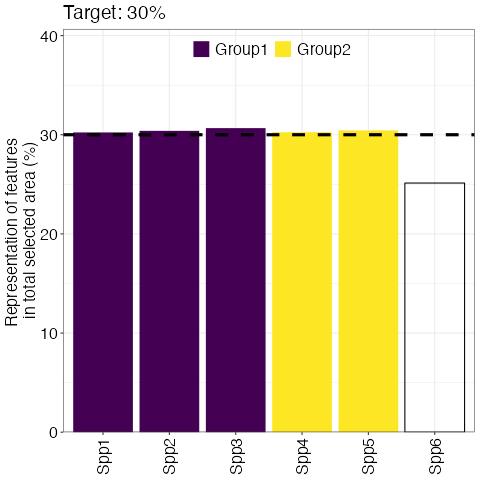 Target: 30%
40
30
20
10
0
Representation of features
in total selected area (%)
Group1 Group2
Spp1 Spp2 Spp3 Spp4 Spp5 Spp6